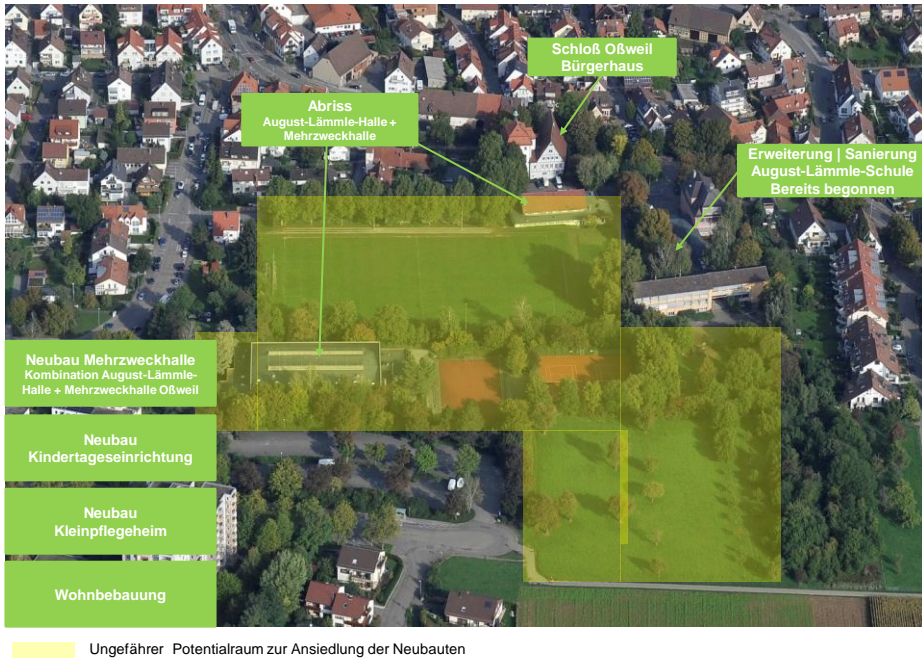 Schloß Oßweil
Bürgerhaus
Abriss
August-Lämmle-Halle +
Mehrzweckhalle
Erweiterung | Sanierung
August-Lämmle-Schule
Bereits begonnen
Neubau Mehrzweckhalle
Kombination August-Lämmle-
Halle + Mehrzweckhalle Oßweil
Neubau
Kindertageseinrichtung
Neubau
Kleinpflegeheim
Wohnbebauung
Ungefährer Potentialraum zur Ansiedlung der Neubauten